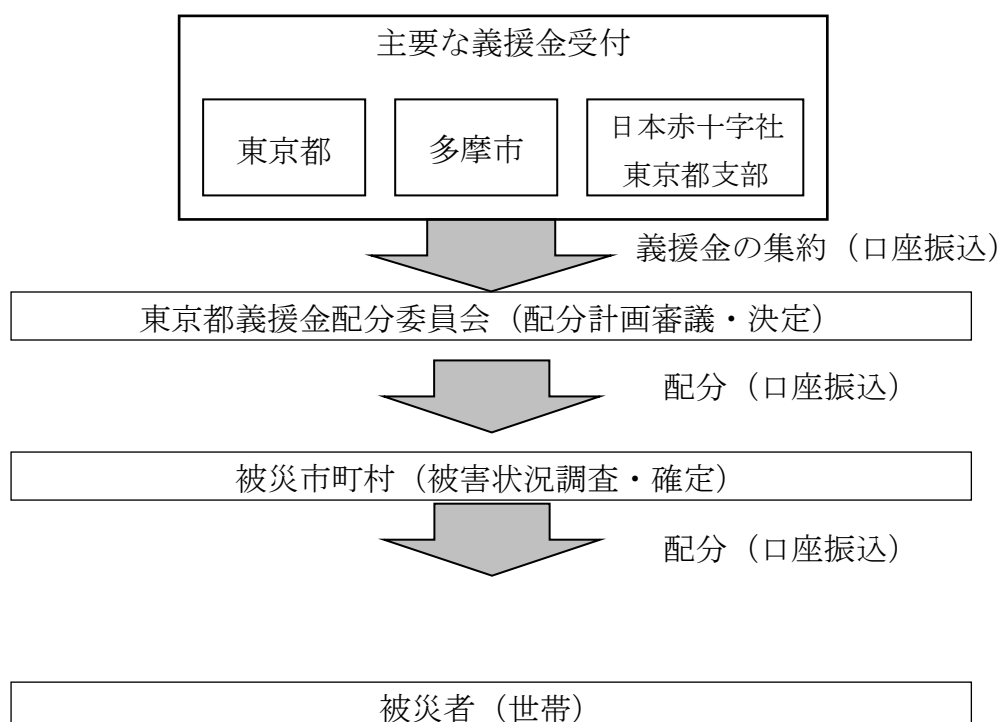 主要な義援金受付
東京都
多摩市
日本赤十字社
東京都支部
義援金の集約（口座振込）
東京都義援金配分委員会（配分計画審議・決定）
配分（口座振込）
被災市町村（被害状況調査・確定）
配分（口座振込）
被災者（世帯）